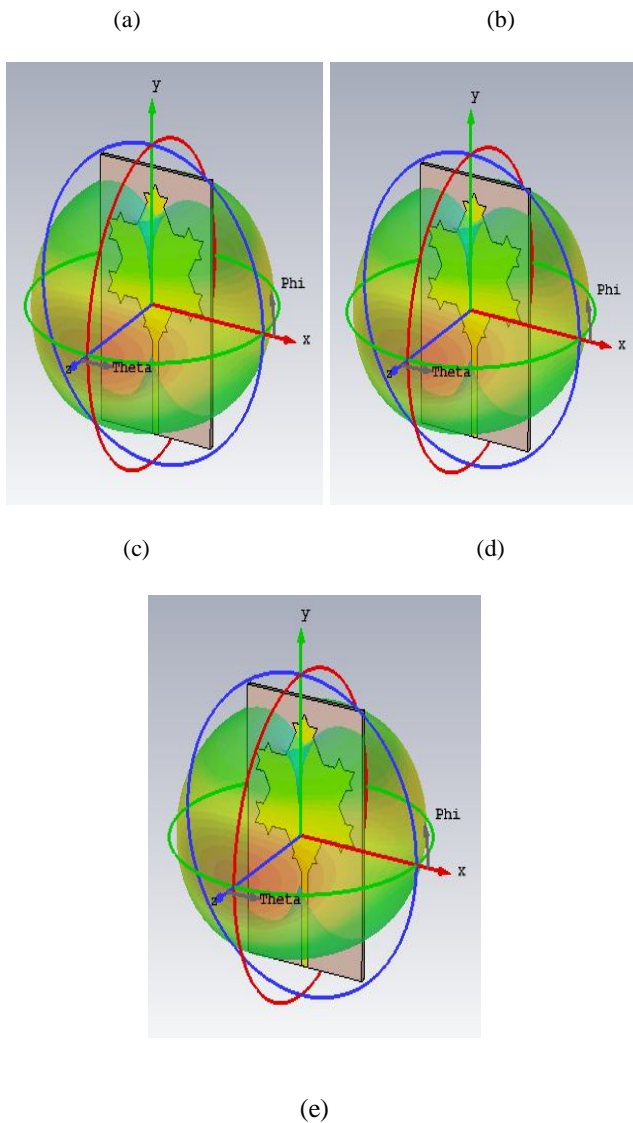 (a) (b)
y y
Phi Phi
x x
z Theta z Theta
(c) (d)
y
Phi
x
z Theta
(e)